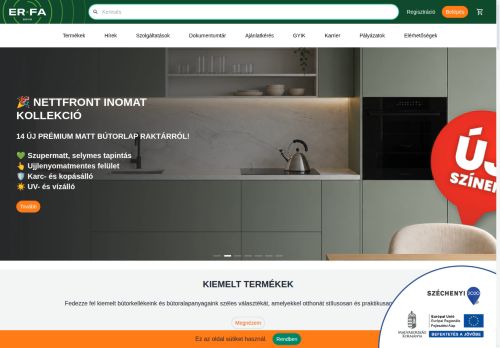 ER-FA
Keresés
Regisztráció
Belépés
Termékek
Hírek
Szolgáltatások
Dokumentumtár
Ajánlatkérés
GYIK
Karrier
Pályázatok
Elérhetőségek
🎉 NETTFRONT INOMAT
KOLLEKCIÓ
14 ÚJ PRÉMIUM MATT BÚTORLAP RAKTÁRRÓL!
💚 Szupermatt, selymes tapintás
👆 Ujjlenyomatmentes felület
🛡️ Karc- és kopásálló
☀️ UV- és vízálló
Tovább
ÚJ
SZÍNE
KIEMELT TERMÉKEK
Fedezze fel kiemelt bútorkellékeink és bútoralapanyagaink széles választékát, amelyekkel otthonát stílusosan és praktikusan
Megnézem
SZÉCHENYI 2020
MAGYARORSZÁG
KORMÁNYA
Európai Unió
Európai Regionális
Fejlesztési Alap
BEFEKTETÉS A JÖVŐBE
Ez az oldal sütiket használ.
Rendben